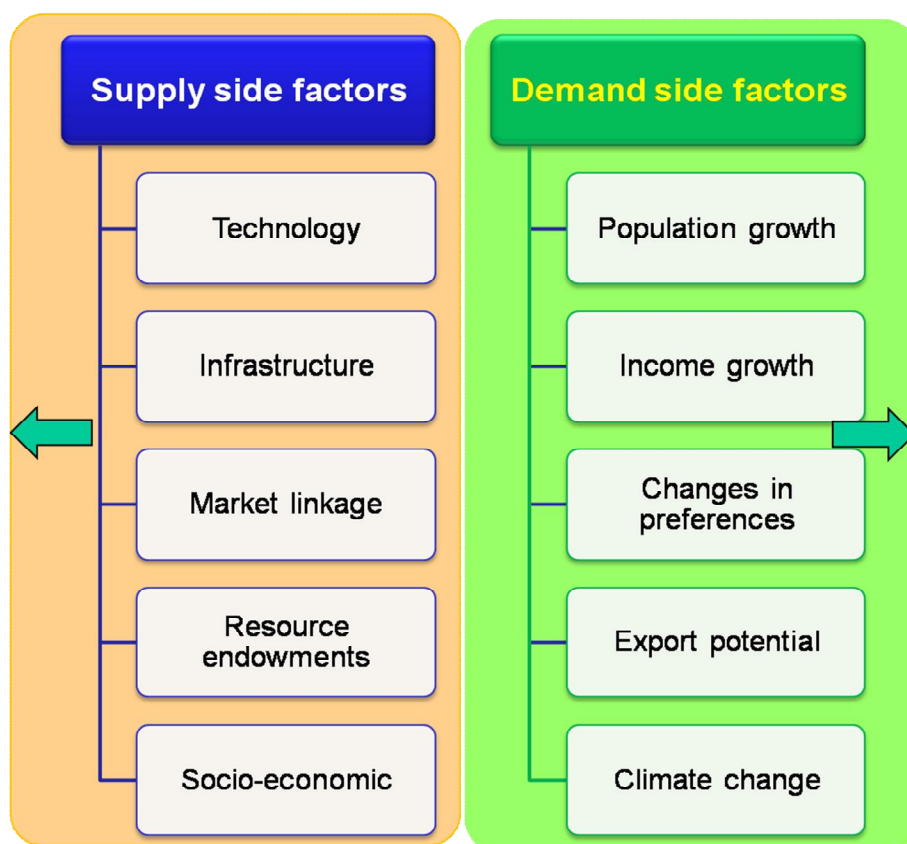 Supply side factors
Technology
Infrastructure
Market linkage
Resource
endowments
Socio-economic
Demand side factors
Population growth
Income growth
Changes in
preferences
Export potential
Climate change